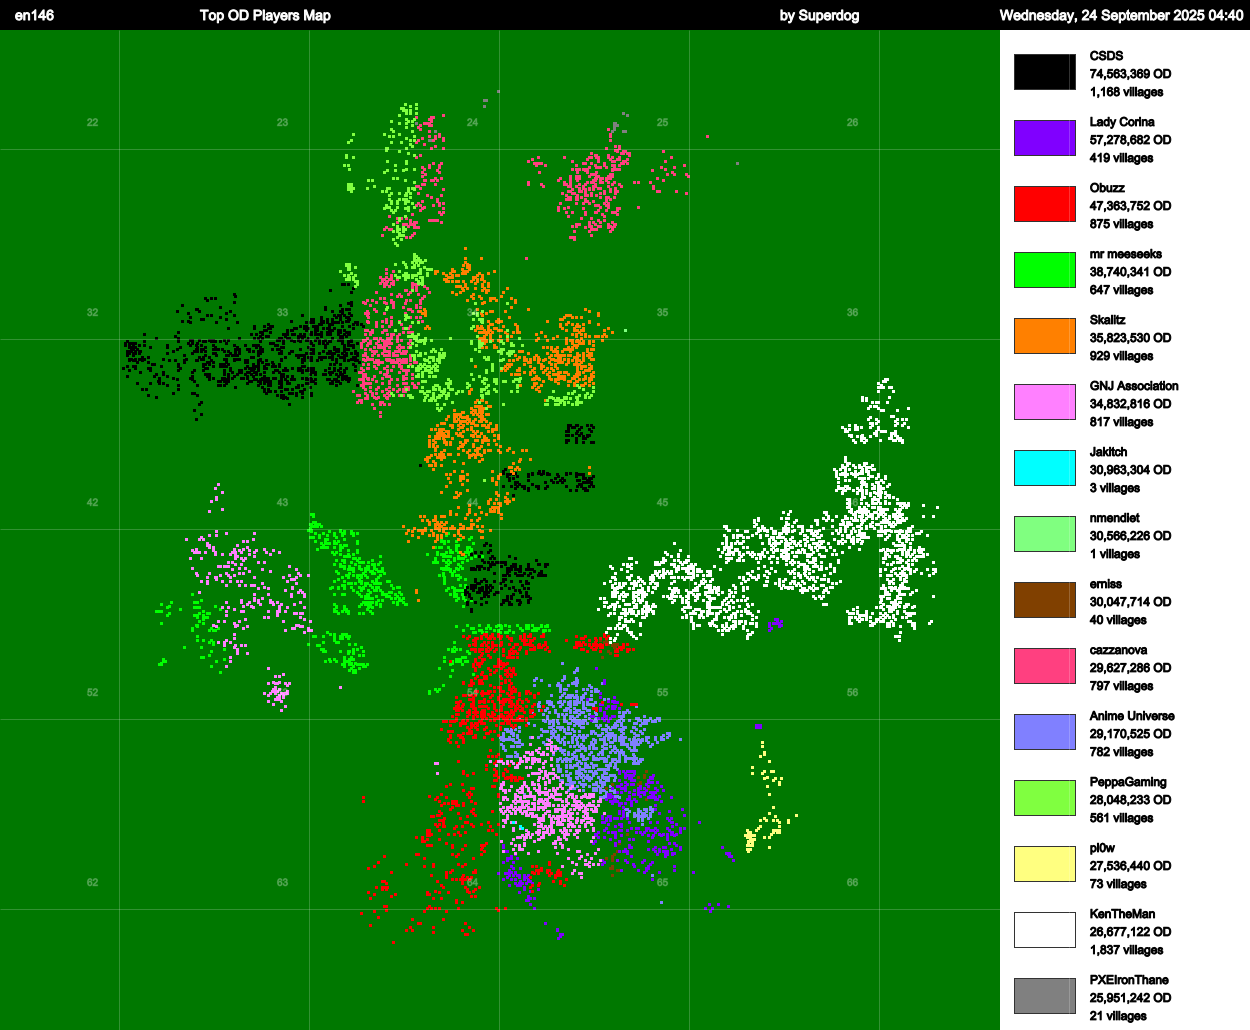 en146 Top OD Players Map by Superdog Wednesday, 24 September 2025 04:40
22 23 24 25 26
32 33 34 35 36
42 43 44 45
52 54 55 56
62 63 64 65 66
CSDS
74,563,369 OD
1,168 villages
Lady Corina
57,278,682 OD
419 villages
Obuzz
47,363,752 OD
875 villages
mr meeseeks
38,740,341 OD
647 villages
Skalitz
35,823,530 OD
929 villages
GNJ Association
34,832,816 OD
817 villages
Jakitch
30,963,304 OD
3 villages
nmendlet
30,566,226 OD
1 villages
erniss
30,047,714 OD
40 villages
cazzanova
29,627,286 OD
797 villages
Anime Universe
29,170,525 OD
782 villages
PeppaGaming
28,048,233 OD
561 villages
pl0w
27,536,440 OD
73 villages
KenTheMan
26,677,122 OD
1,837 villages
PXEIronThane
25,951,242 OD
21 villages